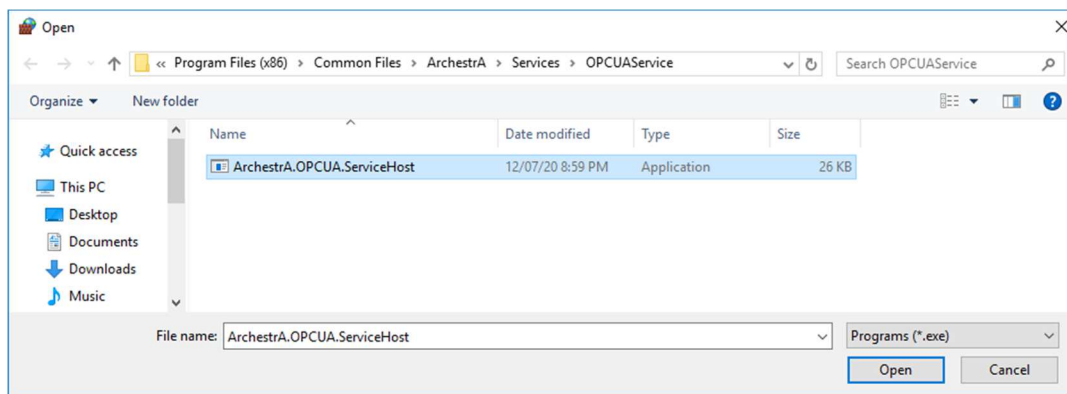 Open
« Program Files (x86) > Common Files > ArchestrA > Services > OPCUAService
Search OPCUAService
Organize
New folder
Name Date modified Type Size
Quick access
ArchestrA.OPCUA.ServiceHost 12/07/20 8:59 PM Application 26 KB
This PC
Desktop
Documents
Downloads
Music
File name: ArchestrA.OPCUA.ServiceHost Programs (*.exe)
Open Cancel